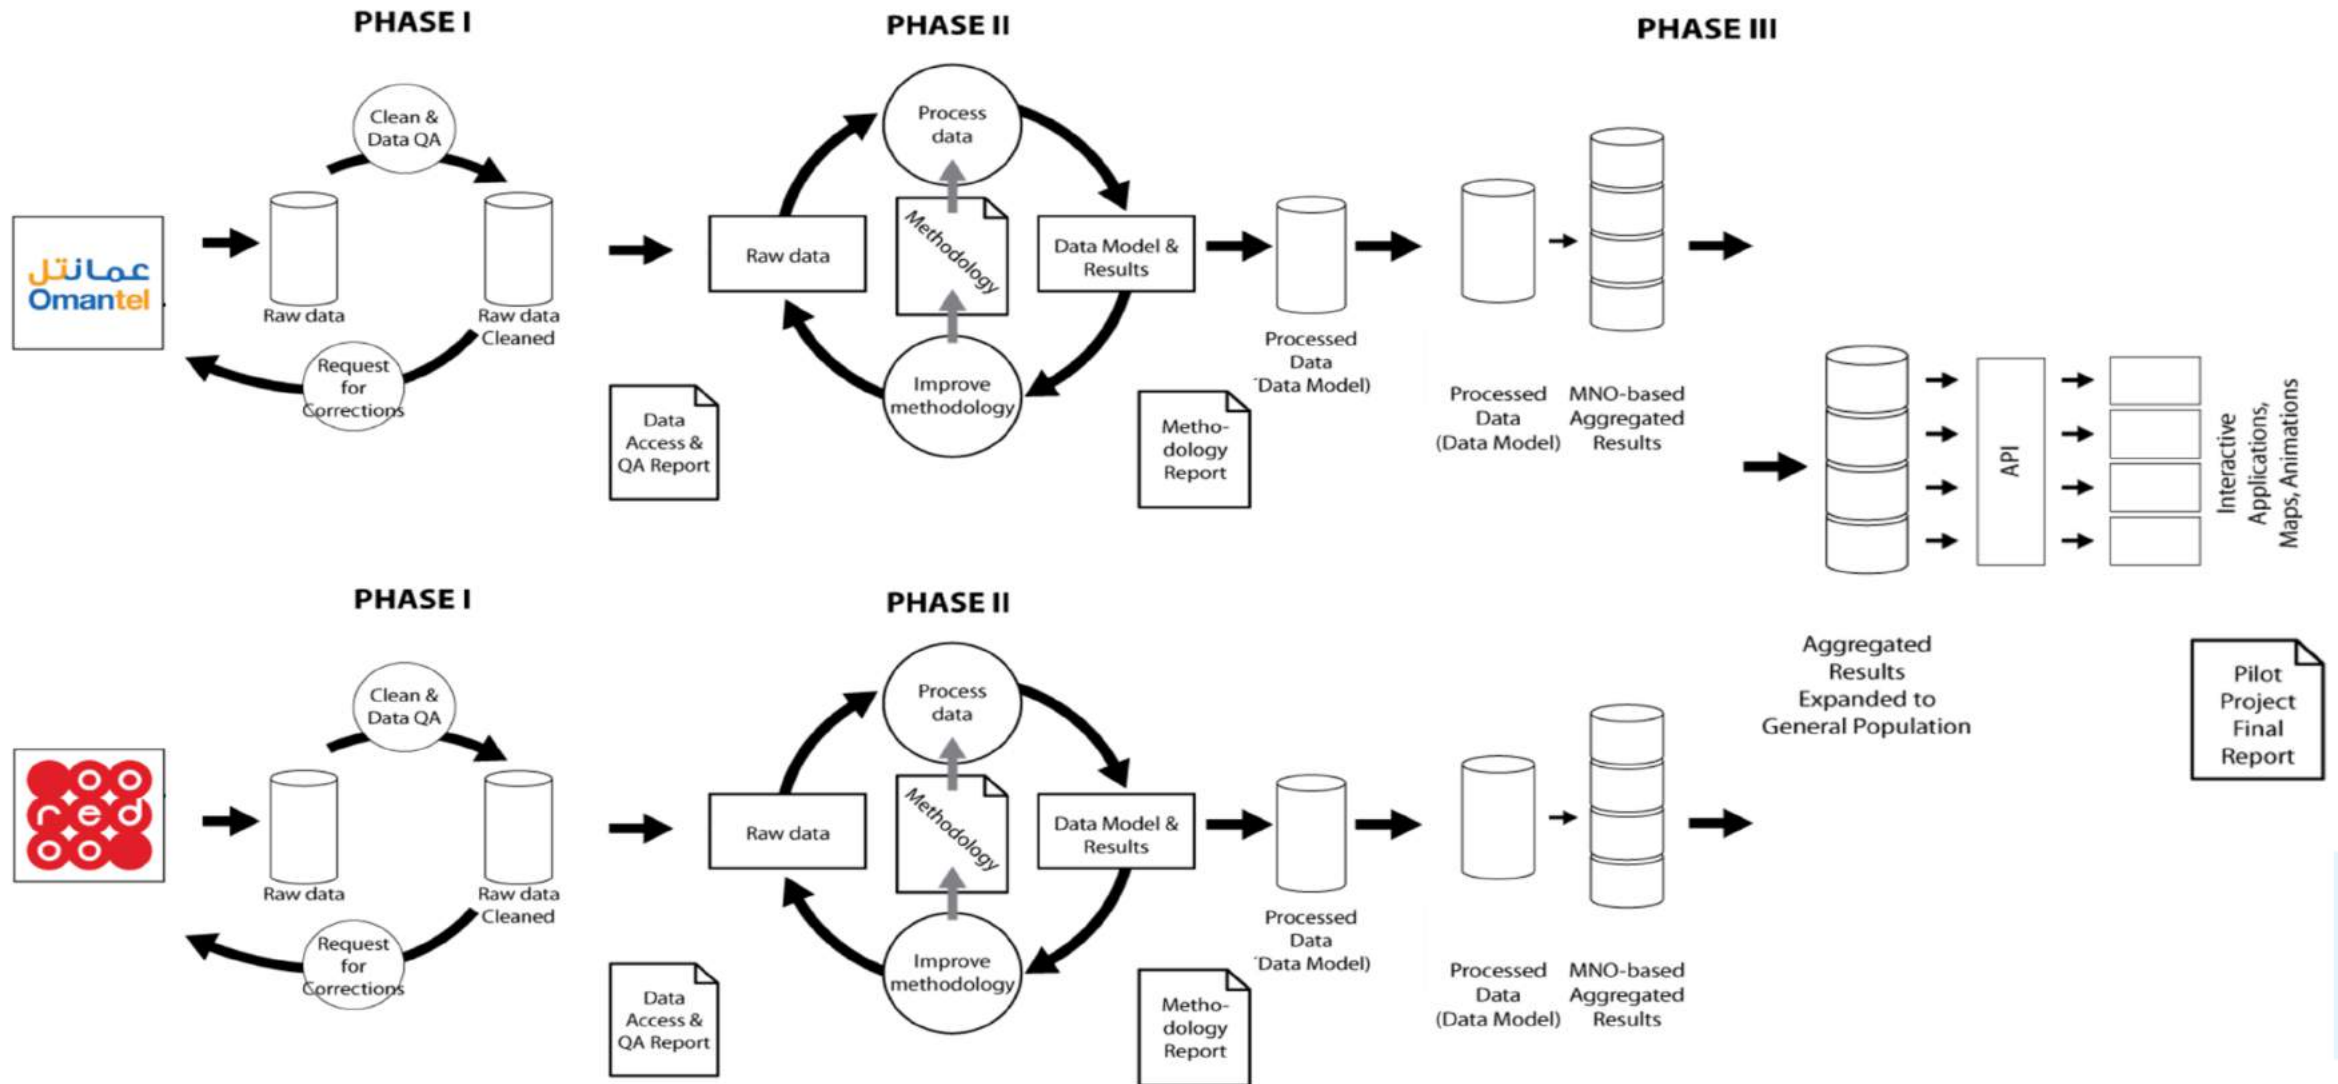 PHASE I
PHASE II
PHASE III
Clean &
Data QA
عمانتل
Omantel
Raw data
Raw data
Cleaned
Request
for
Corrections
Data
Access &
QA Report
Process
data
Raw data
Methodology
Data Model &
Results
Improve
methodology
Metho-
dology
Report
Processed
Data
(Data Model)
Processed
Data
(Data Model)
MNO-based
Aggregated
Results
API
Interactive
Applications,
Maps, Animations
Aggregated
Results
Expanded to
General Population
Pilot
Project
Final
Report
PHASE I
PHASE II
Clean &
Data QA
oo
red
oo
Raw data
Raw data
Cleaned
Request
for
Corrections
Data
Access &
QA Report
Process
data
Raw data
Methodology
Data Model &
Results
Improve
methodology
Metho-
dology
Report
Processed
Data
(Data Model)
Processed
Data
(Data Model)
MNO-based
Aggregated
Results